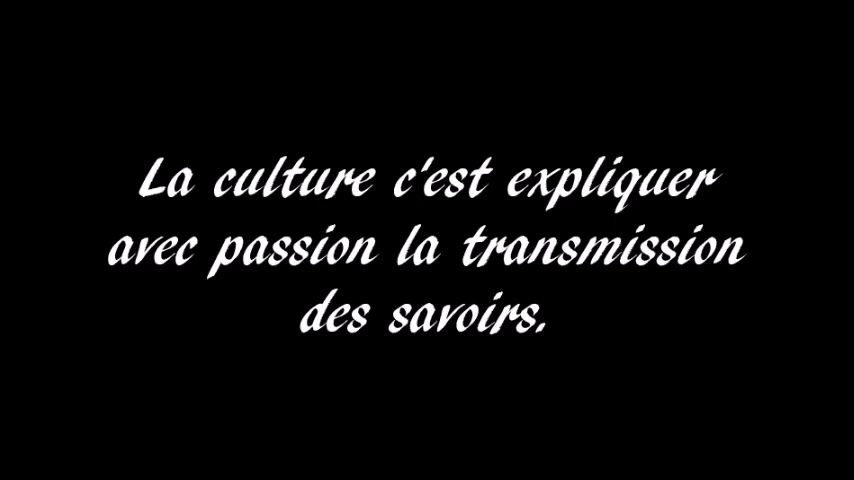 La culture c'est expliquer
avec passion la transmission
des savoirs.